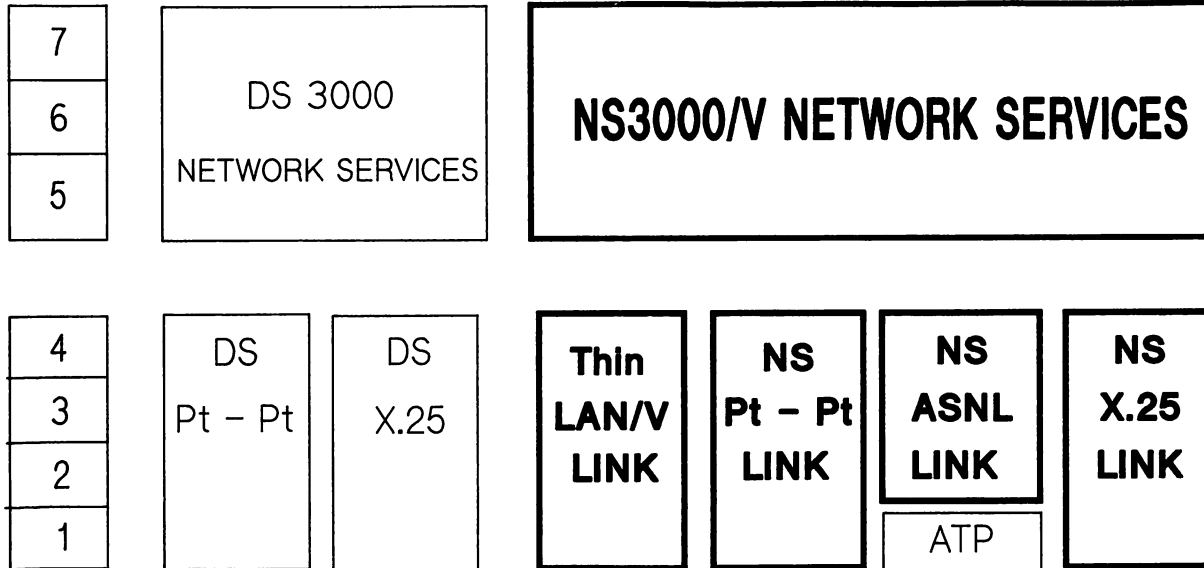 7
6
5
DS 3000
NETWORK SERVICES
NS3000/V NETWORK SERVICES
4
3
2
1
DS
Pt - Pt
DS
X.25
Thin
LAN/V
LINK
NS
Pt - Pt
LINK
NS
ASNL
LINK
ATP
NS
X.25
LINK